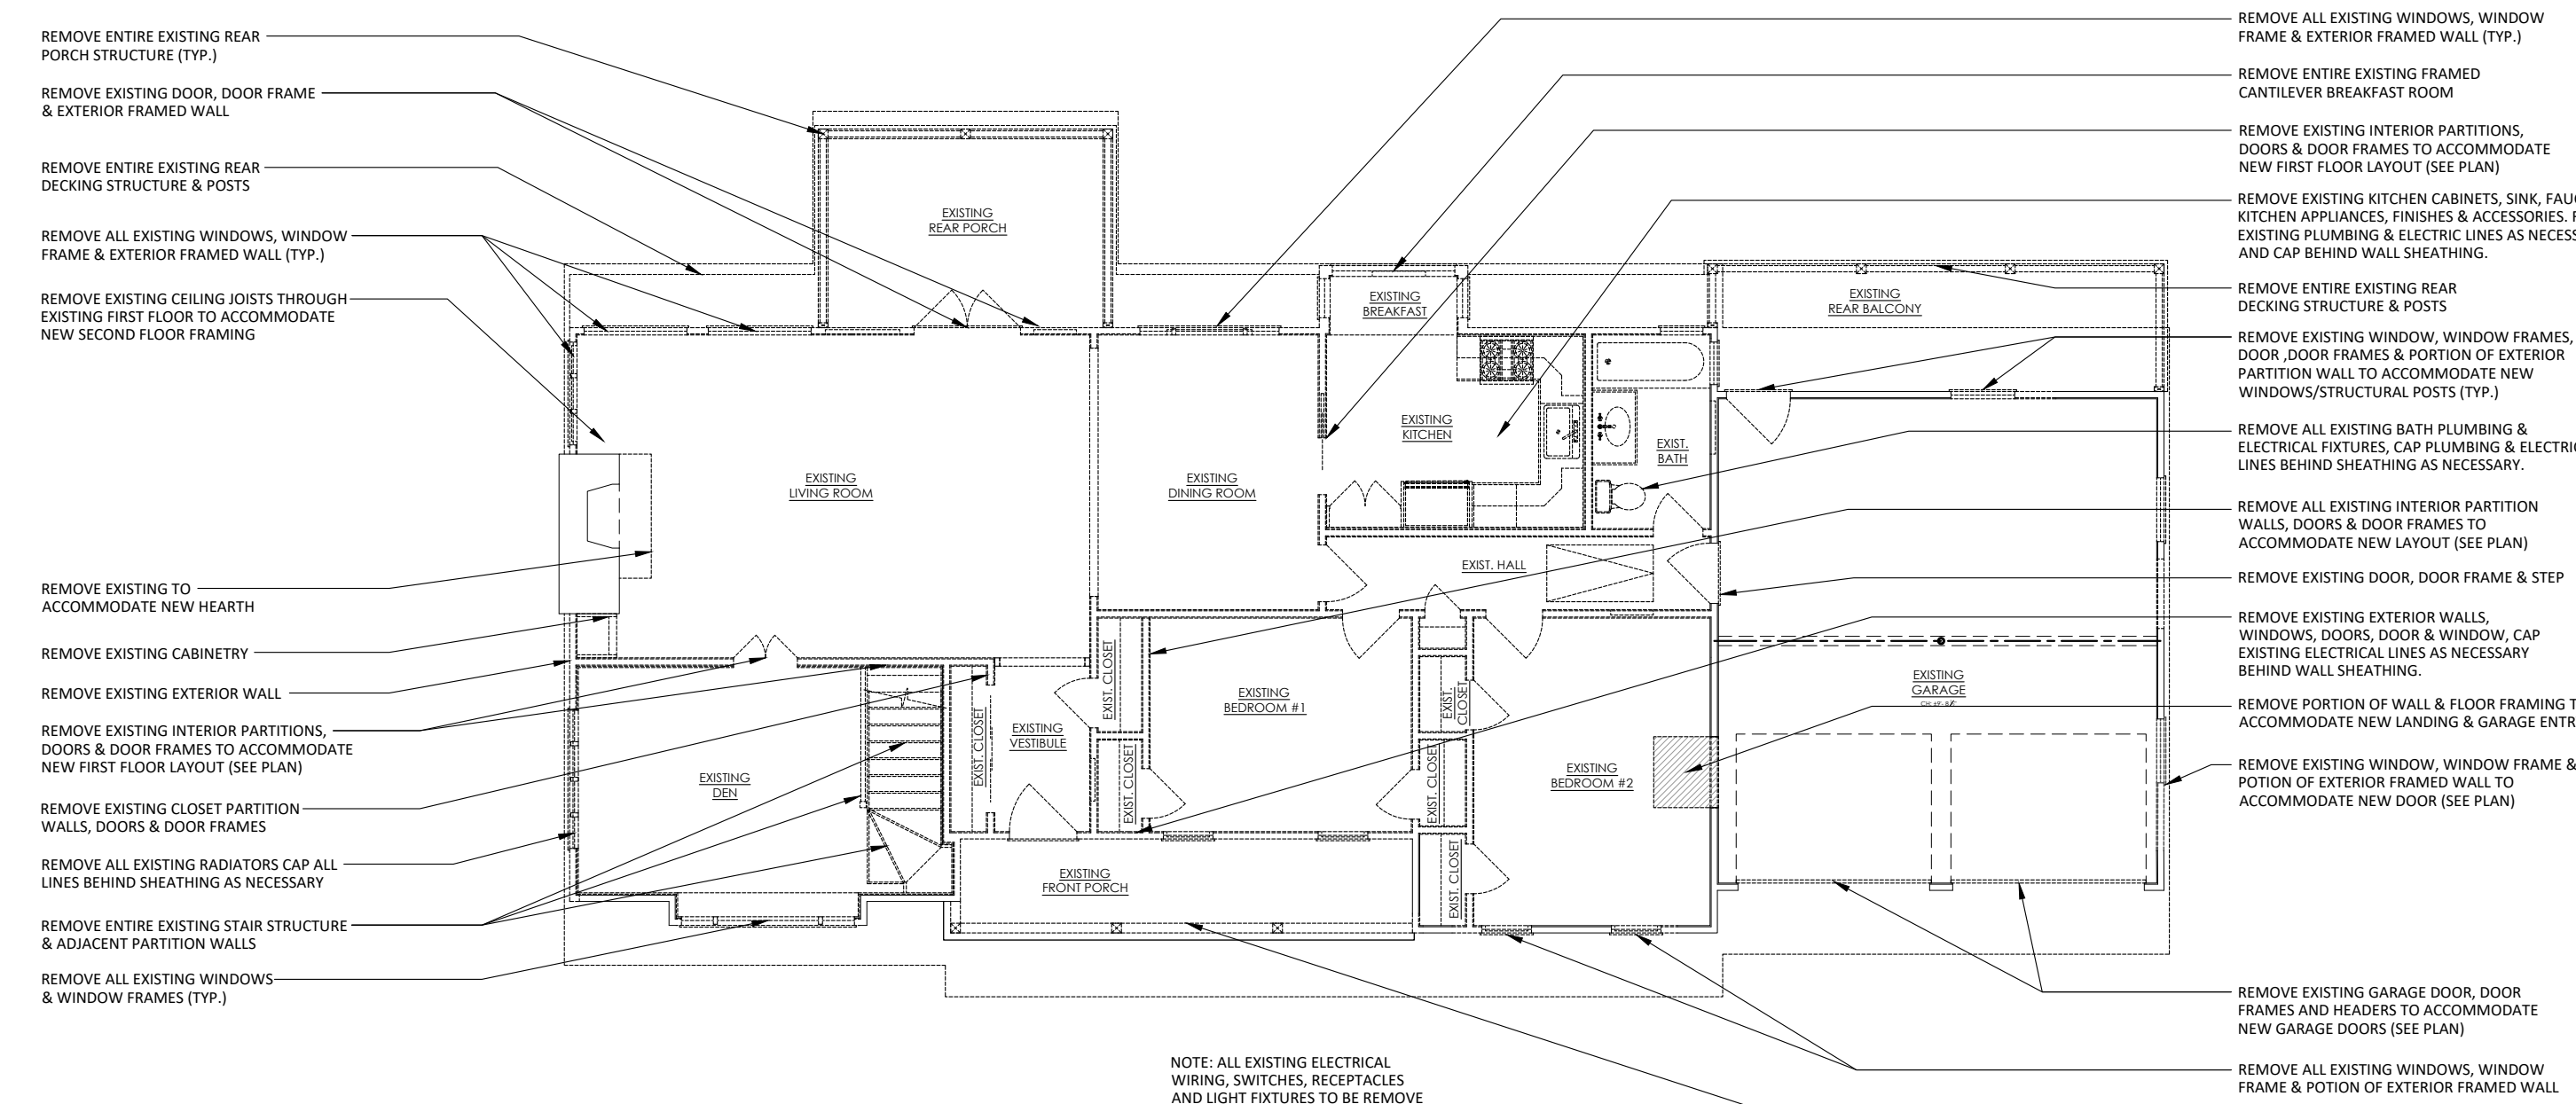 REMOVE ENTIRE EXISTING REAR
PORCH STRUCTURE (TYP.)
REMOVE EXISTING DOOR, DOOR FRAME
& EXTERIOR FRAMED WALL
REMOVE ENTIRE EXISTING REAR
DECKING STRUCTURE & POSTS
REMOVE ALL EXISTING WINDOWS, WINDOW
FRAME & EXTERIOR FRAMED WALL (TYP.)
REMOVE EXISTING CEILING JOISTS THROUGH
EXISTING FIRST FLOOR TO ACCOMMODATE
NEW SECOND FLOOR FRAMING
REMOVE EXISTING TO
ACCOMMODATE NEW HEARTH
REMOVE EXISTING CABINETRY
REMOVE EXISTING EXTERIOR WALL
REMOVE EXISTING INTERIOR PARTITIONS,
DOORS & DOOR FRAMES TO ACCOMMODATE
NEW FIRST FLOOR LAYOUT (SEE PLAN)
REMOVE EXISTING CLOSET PARTITION
WALLS, DOORS & DOOR FRAMES
REMOVE ALL EXISTING RADIATORS CAP ALL
LINES BEHIND SHEATHING AS NECESSARY
REMOVE ENTIRE EXISTING STAIR STRUCTURE
& ADJACENT PARTITION WALLS
REMOVE ALL EXISTING WINDOWS
& WINDOW FRAMES (TYP.)
EXISTING
REAR PORCH
EXISTING
BREAKFAST
EXISTING
REAR BALCONY
EXISTING
LIVING ROOM
EXISTING
DINING ROOM
EXISTING
KITCHEN
EXIST.
BATH
EXIST. HALL
EXIST. CLOSET
EXISTING
BEDROOM #1
EXIST.
CLOSET
EXISTING
GARAGE
EXIST. CLOSET
EXISTING
VESTIBULE
EXIST. CLOSET
EXIST. CLOSET
EXISTING
BEDROOM #2
EXISTING
DEN
EXISTING
FRONT PORCH
EXIST. CLOSET
NOTE: ALL EXISTING ELECTRICAL
WIRING, SWITCHES, RECEPTACLES
AND LIGHT FIXTURES TO BE REMOVE
REMOVE ALL EXISTING WINDOWS, WINDOW
FRAME & EXTERIOR FRAMED WALL (TYP.)
REMOVE ENTIRE EXISTING FRAMED
CANTILEVER BREAKFAST ROOM
REMOVE EXISTING INTERIOR PARTITIONS,
DOORS & DOOR FRAMES TO ACCOMMODATE
NEW FIRST FLOOR LAYOUT (SEE PLAN)
REMOVE EXISTING KITCHEN CABINETS, SINK,
KITCHEN APPLIANCES, FINISHES & ACCESSORIES.
EXISTING PLUMBING & ELECTRIC LINES AS
AND CAP BEHIND WALL SHEATHING.
REMOVE ENTIRE EXISTING REAR
DECKING STRUCTURE & POSTS
REMOVE EXISTING WINDOW, WINDOW FRAMES,
DOOR ,DOOR FRAMES & PORTION OF EXTERIOR
PARTITION WALL TO ACCOMMODATE NEW
WINDOWS/STRUCTURAL POSTS (TYP.)
REMOVE ALL EXISTING BATH PLUMBING &
ELECTRICAL FIXTURES, CAP PLUMBING &
LINES BEHIND SHEATHING AS NECESSARY.
REMOVE ALL EXISTING INTERIOR PARTITION
WALLS, DOORS & DOOR FRAMES TO
ACCOMMODATE NEW LAYOUT (SEE PLAN)
REMOVE EXISTING DOOR, DOOR FRAME & STEP
REMOVE EXISTING EXTERIOR WALLS,
WINDOWS, DOORS, DOOR & WINDOW, CAP
EXISTING ELECTRICAL LINES AS NECESSARY
BEHIND WALL SHEATHING.
REMOVE PORTION OF WALL & FLOOR FRAMING
ACCOMMODATE NEW LANDING & GARAGE
REMOVE EXISTING WINDOW, WINDOW FRAME &
POTION OF EXTERIOR FRAMED WALL TO
ACCOMMODATE NEW DOOR (SEE PLAN)
REMOVE EXISTING GARAGE DOOR, DOOR
FRAMES AND HEADERS TO ACCOMMODATE
NEW GARAGE DOORS (SEE PLAN)
REMOVE ALL EXISTING WINDOWS, WINDOW
FRAME & POTION OF EXTERIOR FRAMED WALL